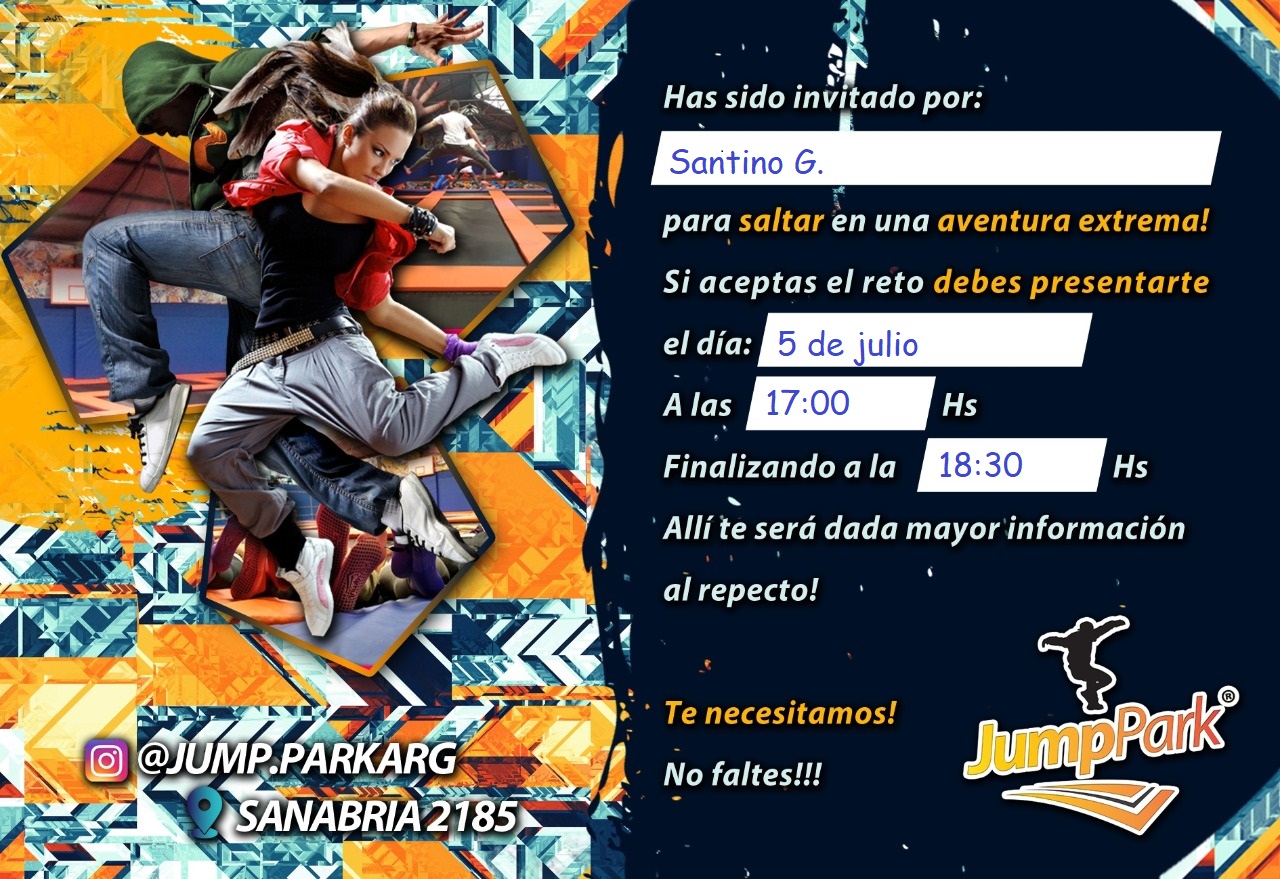 Has sido invitado por:
Santino G.
para saltar en una aventura extrema!
Si aceptas el reto debes presentarte
el día: 5 de julio
A las 17:00 Hs
Finalizando a la 18:30 Hs
Allí te será dada mayor información
al repecto!
Te necesitamos!
No faltes!!!
JumpPark®
@JUMP.PARKARG
SANABRIA 2185